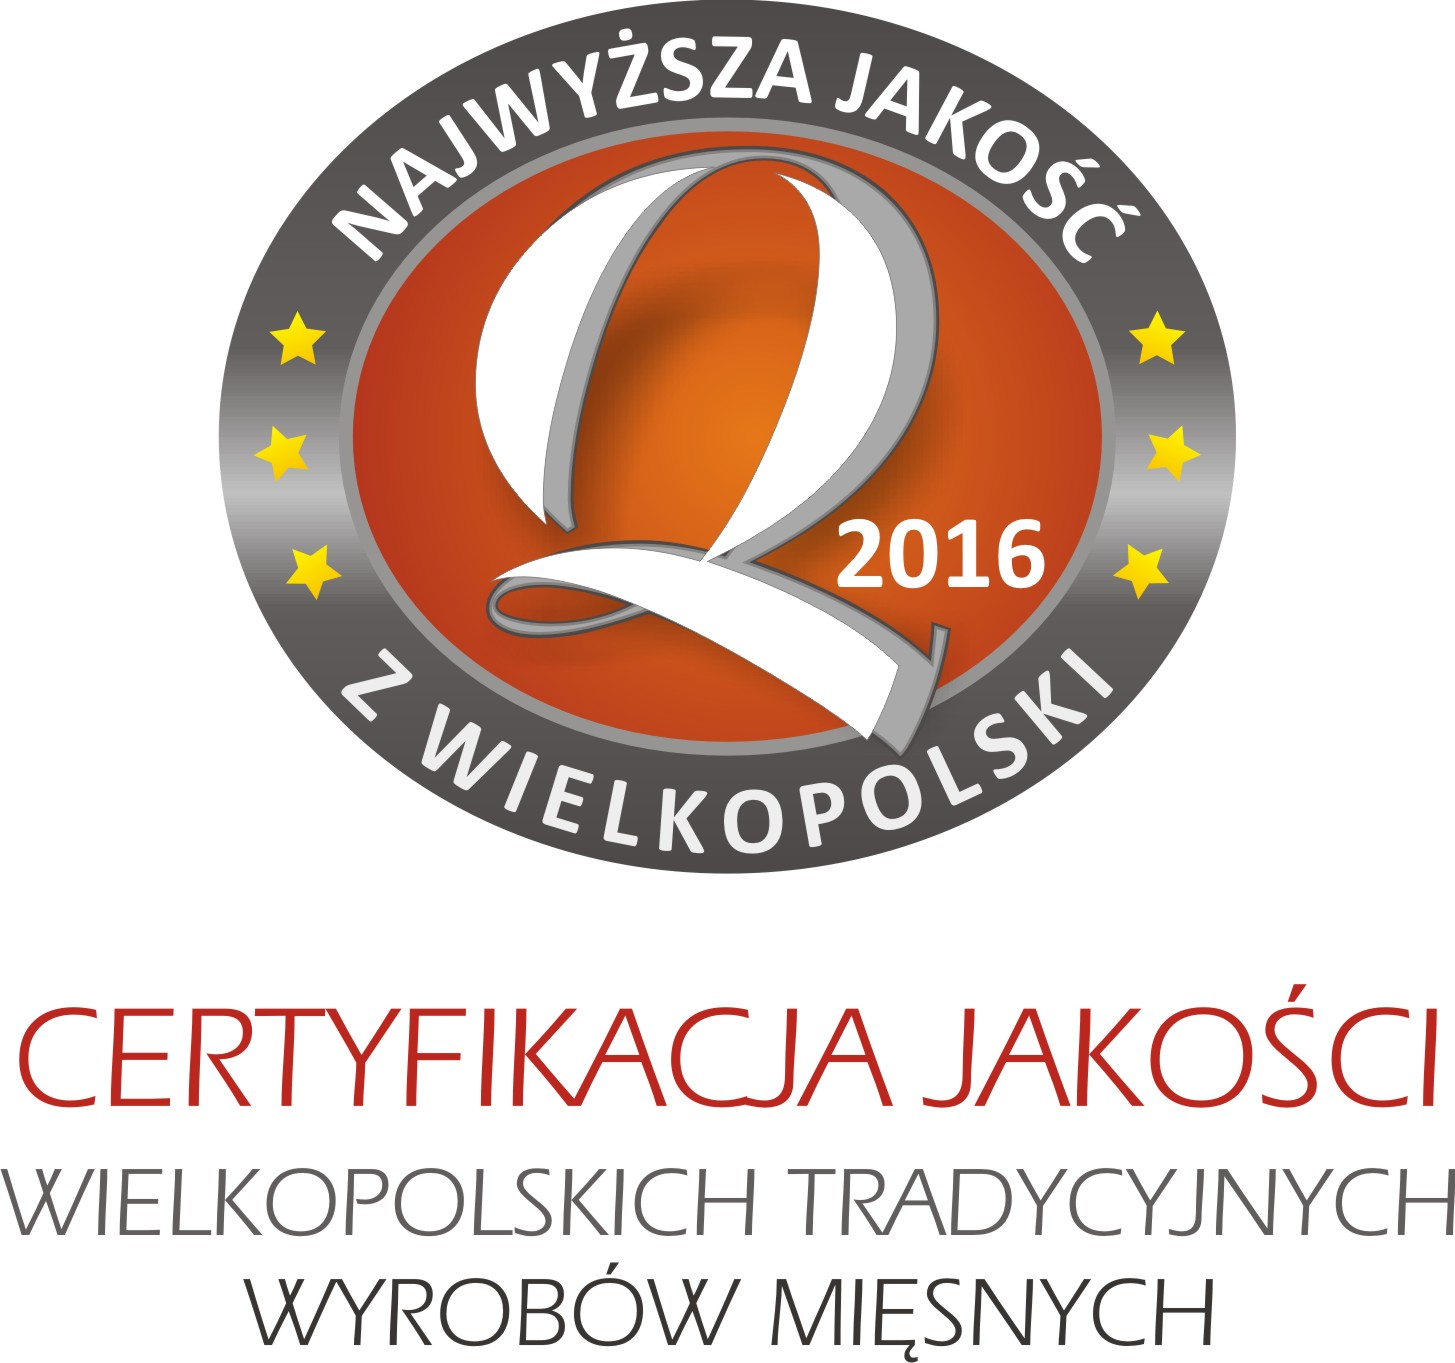 NAJWYŻSZA JAKOŚĆ
Q
2016
Z WIELKOPOLSKI
CERTYFIKACJA JAKOŚCI
WIELKOPOLSKICH TRADYCYJNYCH
WYROBÓW MIĘSNYCH